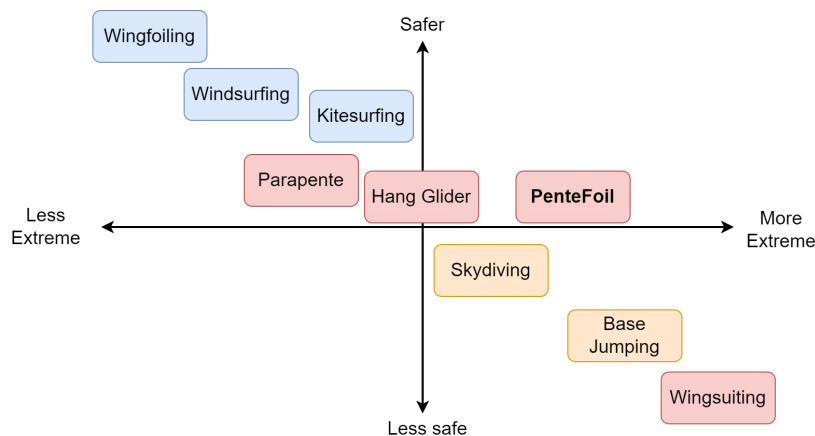 Safer
Wingfoiling
Windsurfing
Kitesurfing
Parapente
Hang Glider
PenteFoil
Less
Extreme
More
Extreme
Skydiving
Base
Jumping
Wingsuiting
Less safe